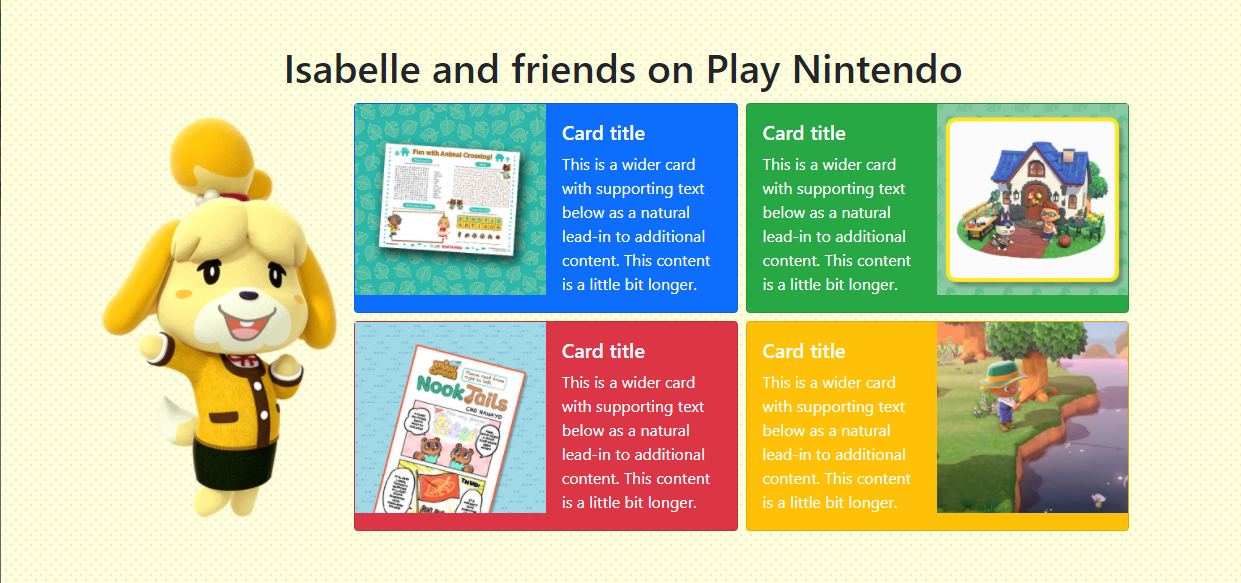 Isabelle and friends on Play Nintendo
Fun with Animal Crossing!
Card title
This is a wider card
with supporting text
below as a natural
lead-in to additional
content. This content
is a little bit longer.
Card title
This is a wider card
with supporting text
below as a natural
lead-in to additional
content. This content
is a little bit longer.
Nook Tails
COO NANKYO
THUD!
Card title
This is a wider card
with supporting text
below as a natural
lead-in to additional
content. This content
is a little bit longer.
Card title
This is a wider card
with supporting text
below as a natural
lead-in to additional
content. This content
is a little bit longer.